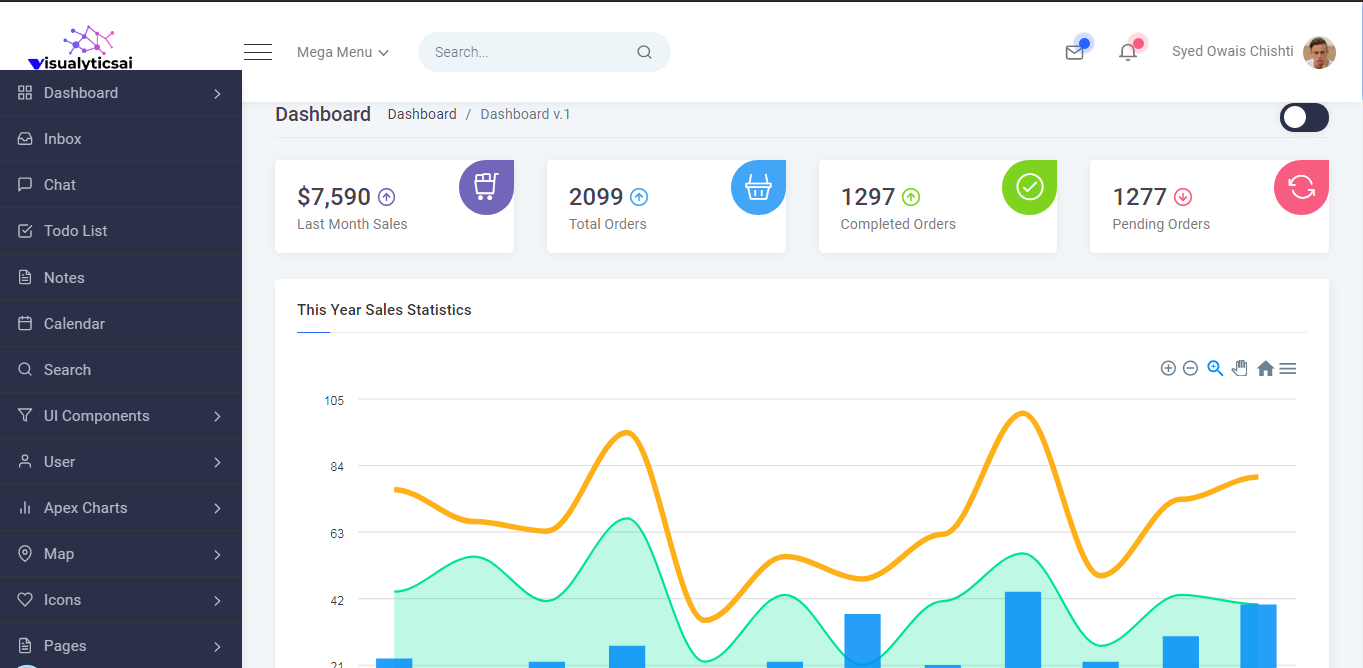 Visualyticsai
Mega Menu
Search...
Syed Owais Chishti
Dashboard
Inbox
Chat
Todo List
Notes
Calendar
Search
UI Components
User
Apex Charts
Map
Icons
Pages
Dashboard
Dashboard / Dashboard v.1
$7,590
Last Month Sales
2099
Total Orders
1297
Completed Orders
1277
Pending Orders
This Year Sales Statistics
105
84
63
42
21